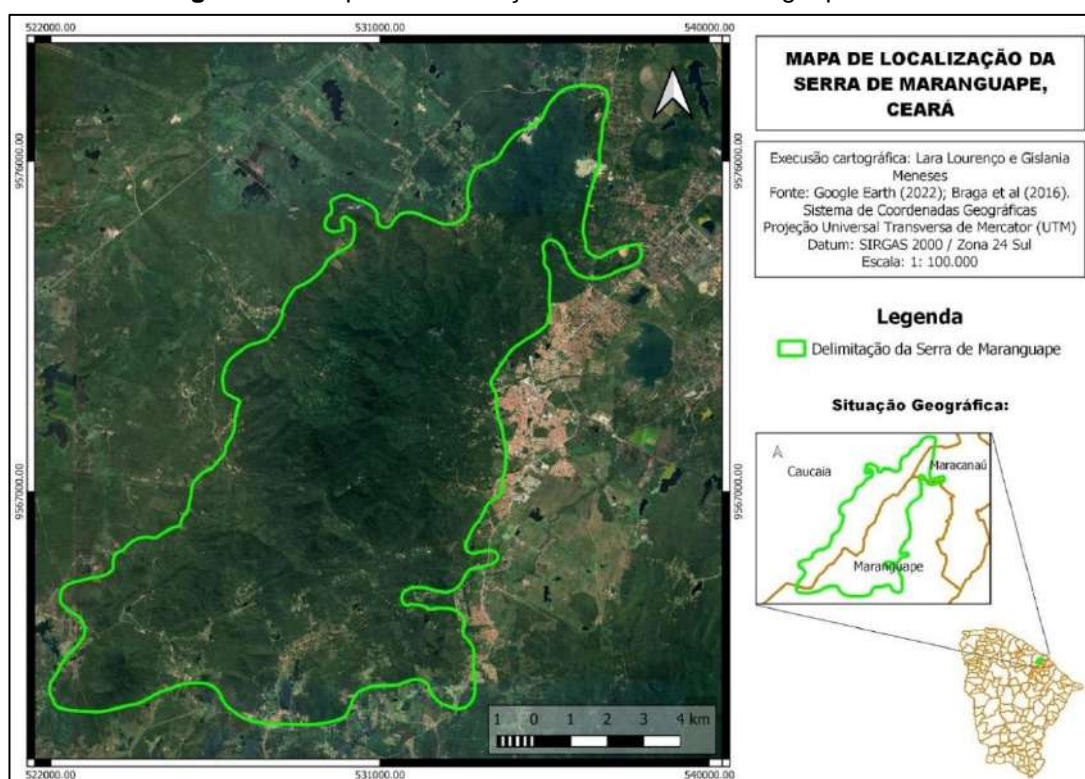 522000.00
531000.00
540000.00
9576000.00
9567000.00
9576000.00
9567000.00
1 0 1 2 3 4 km
522000.00
531000.00
540000.00
MAPA DE LOCALIZAÇÃO DA
SERRA DE MARANGUAPE,
CEARÁ
Execusão cartográfica: Lara Lourenço e Gislania
Meneses
Fonte: Google Earth (2022); Braga et al (2016).
Sistema de Coordenadas Geográficas
Projeção Universal Transversa de Mercator (UTM)
Datum: SIRGAS 2000 / Zona 24 Sul
Escala: 1: 100.000
Legenda
Delimitação da Serra de Maranguape
Situação Geográfica:
Caucaia
Maracanaú
Maranguape